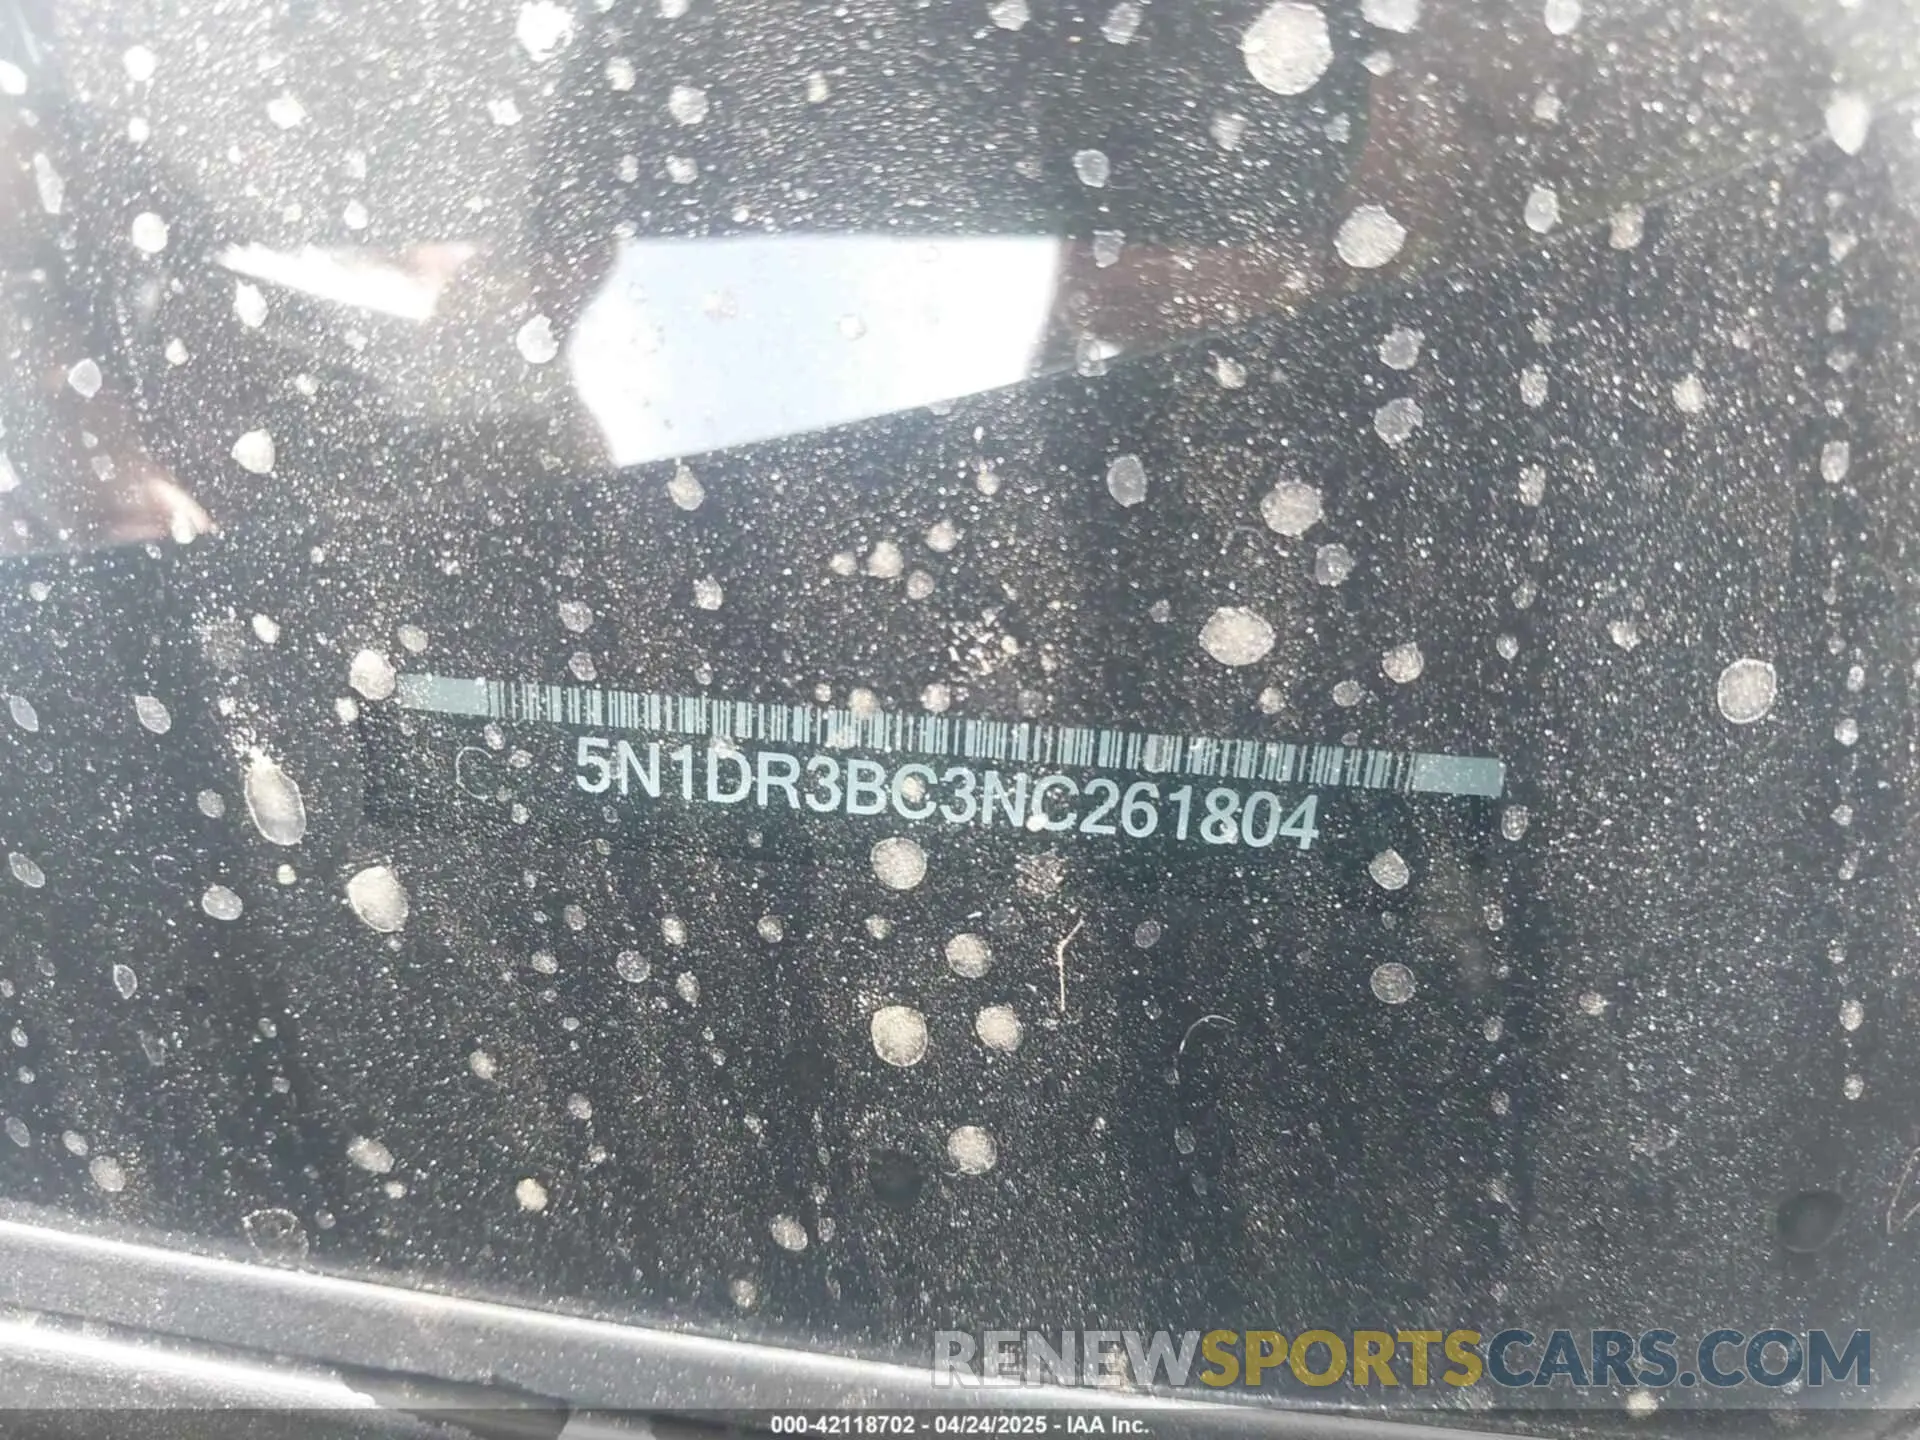 5N1DR3BC3NC261804
RENEWSPORTSCARS.COM
000-42118702 - 04/24/2025 - IAA Inc.